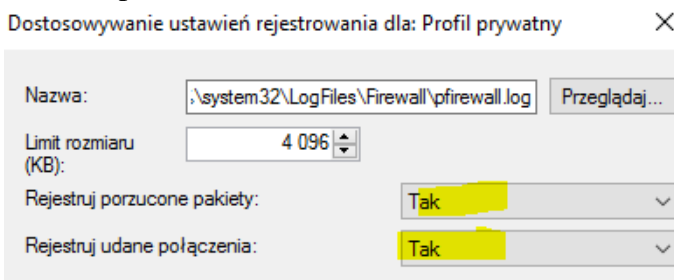 Dostosowywanie ustawień rejestrowania dla: Profil prywatny
Nazwa: ;\system32\LogFiles\Firewall\pfirewall.log Przeglądaj...
Limit rozmiaru (KB): 4 096
Rejestruj porzucone pakiety: Tak
Rejestruj udane połączenia: Tak